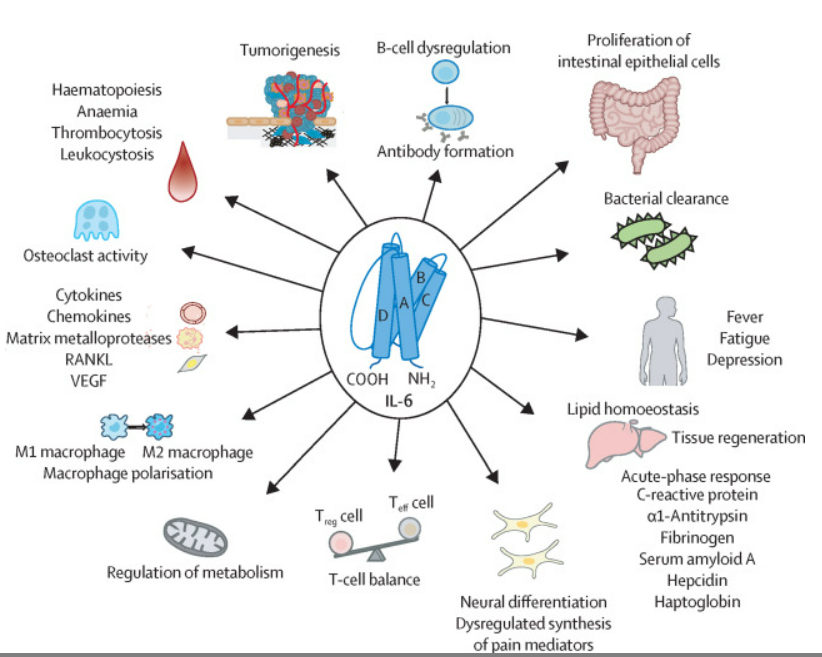 Tumorigenesis
B-cell dysregulation
Antibody formation
Proliferation of
intestinal epithelial cells
Haematopoiesis
Anaemia
Thrombocytosis
Leukocystosis
Bacterial clearance
Osteoclast activity
Cytokines
Chemokines
Matrix metalloproteases
RANKL
VEGF
D
A
B
C
COOH
NH2
IL-6
Fever
Fatigue
Depression
M1 macrophage
M2 macrophage
Macrophage polarisation
Lipid homoeostasis
Tissue regeneration
Acute-phase response
C-reactive protein
α1-Antitrypsin
Fibrinogen
Serum amyloid A
Hepcidin
Haptoglobin
Regulation of metabolism
Treg cell
Teff cell
T-cell balance
Neural differentiation
Dysregulated synthesis
of pain mediators